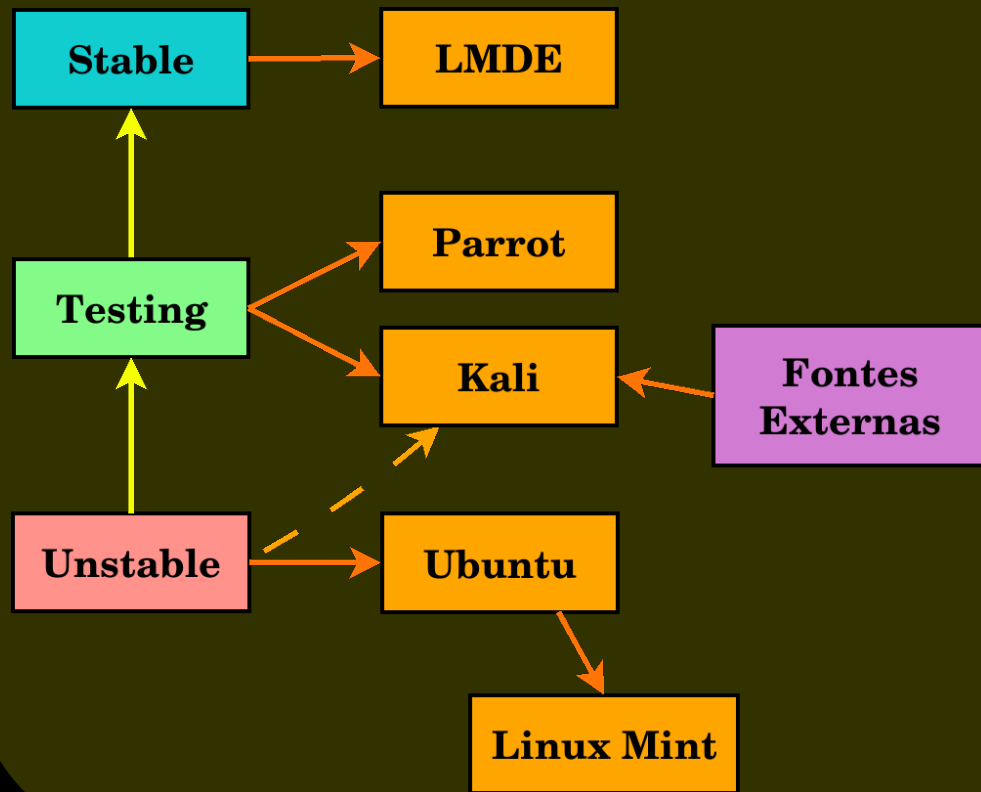 Stable
LMDE
Parrot
Testing
Kali
Fontes
Externas
Unstable
Ubuntu
Linux Mint